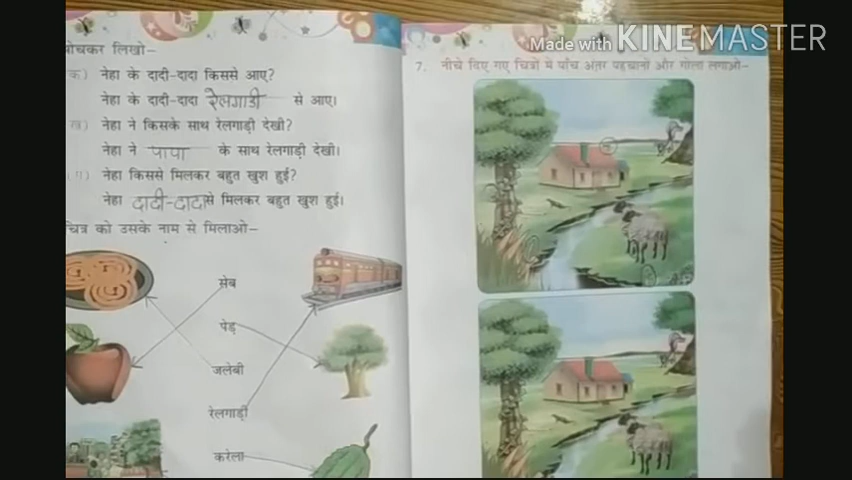 Made with KINEMASTER
सोचकर लिखो–
क) नेहा के दादी-दादा किससे आए?
नेहा के दादी-दादा रेलगाडी से आए।
ख) नेहा ने किसके साथ रेलगाड़ी देखी?
नेहा ने पापा के साथ रेलगाड़ी देखी।
ग) नेहा किससे मिलकर बहुत खुश हुई?
नेहा दादी-दादा से मिलकर बहुत खुश हुई।
चित्र को उसके नाम से मिलाओ–
सेब
पेड़
जलेबी
रेलगाड़ी
करेला
7. नीचे दिए गए चित्रों में पाँच अंतर पहचानों और गोला लगाओ–